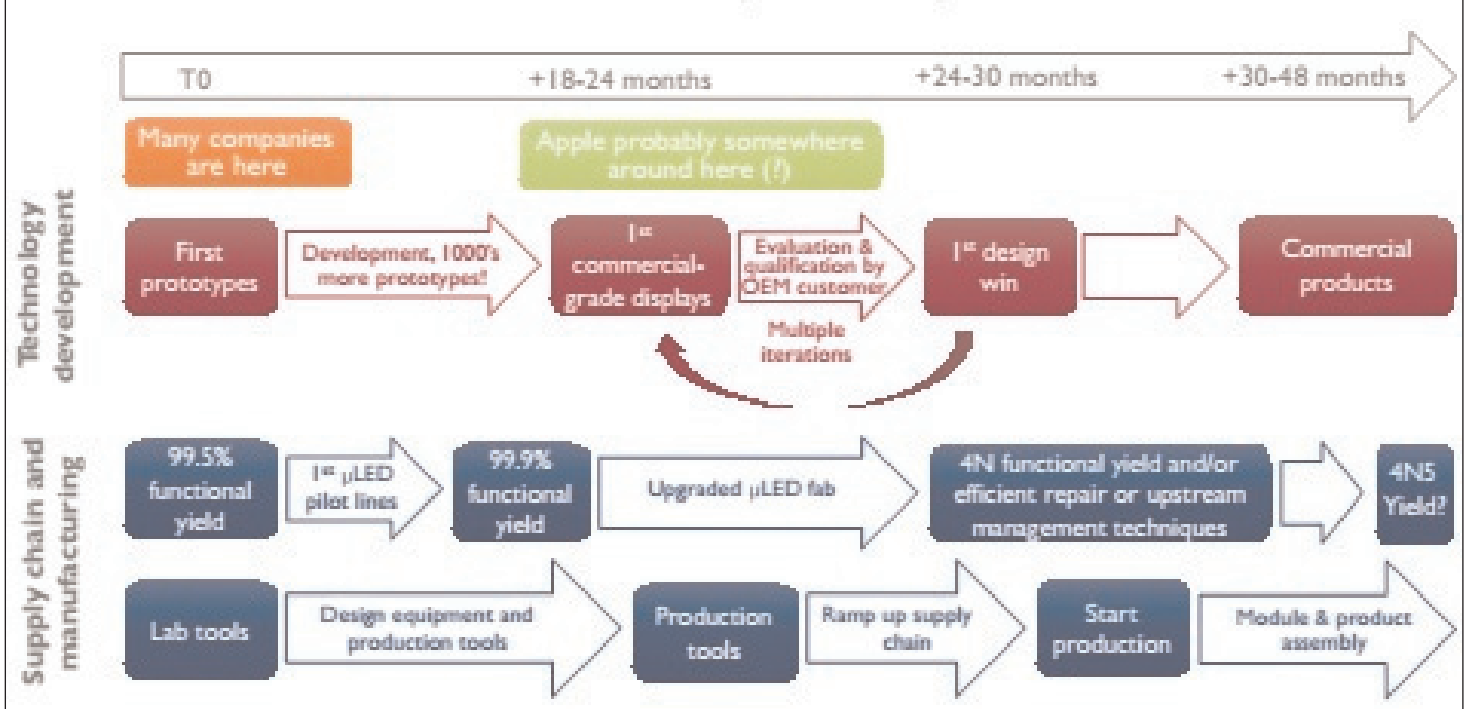 T0
+18-24 months
+24-30 months
+30-48 months
Many companies
are here
Apple probably somewhere
around here (?)
Technology
development
First
prototypes
Development, 1000's
more prototypes!
1st
commercial-
grade displays
Evaluation &
qualification by
OEM customer
1st design
win
Commercial
products
Multiple
iterations
Supply chain and
manufacturing
99.5%
functional
yield
1st µLED
pilot lines
99.9%
functional
yield
Upgraded µLED fab
4N functional yield and/or
efficient repair or upstream
management techniques
4N5
Yield?
Lab tools
Design equipment and
production tools
Production
tools
Ramp up supply
chain
Start
production
Module & product
assembly